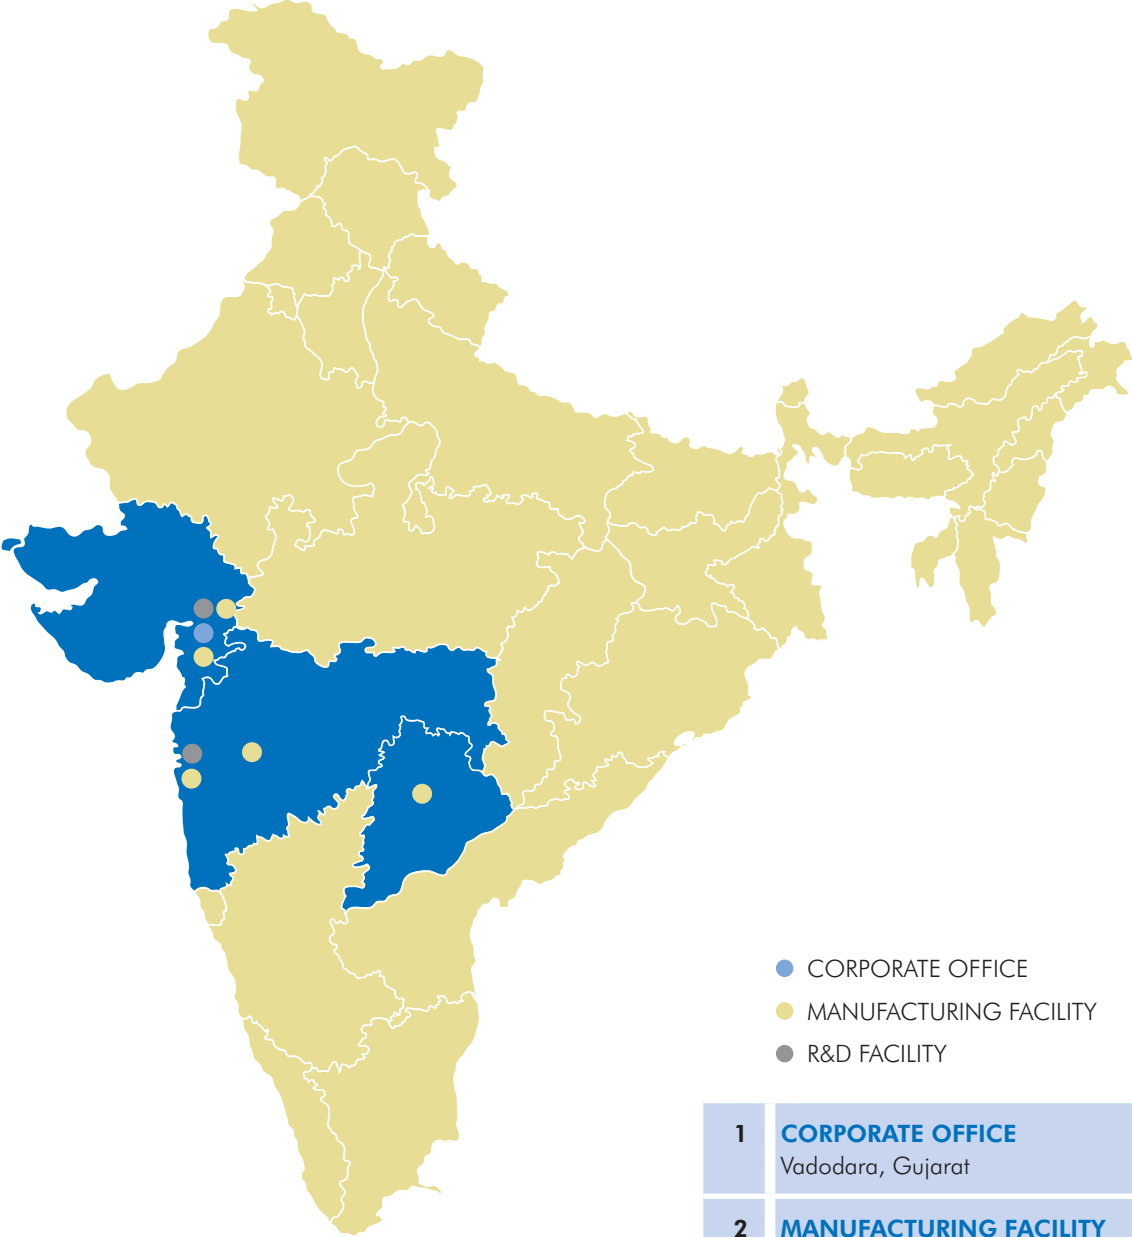 CORPORATE OFFICE
MANUFACTURING FACILITY
R&D FACILITY
1 CORPORATE OFFICE
Vadodara, Gujarat
2 MANUFACTURING FACILITY